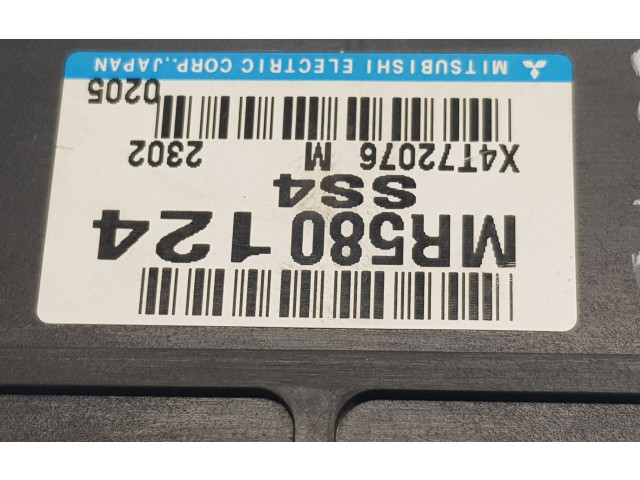 MR580124
SS4
X4T72076 M 2302
0205
MITSUBISHI ELECTRIC CORP.,JAPAN